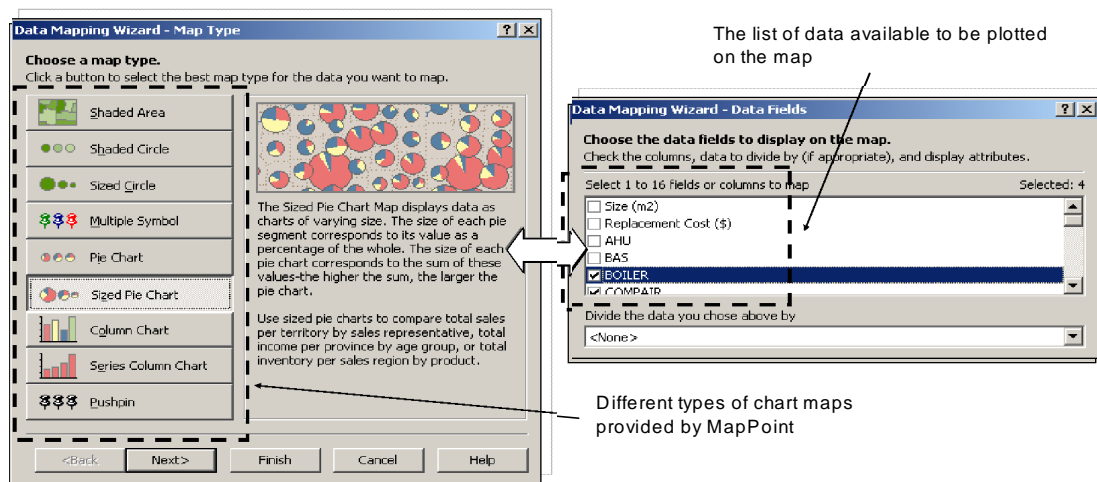 Data Mapping Wizard - Map Type
Choose a map type.
Click a button to select the best map type for the data you want to map.
Shaded Area
Shaded Circle
Sized Circle
Multiple Symbol
Pie Chart
Sized Pie Chart
Column Chart
Series Column Chart
Pushpin
The Sized Pie Chart Map displays data as
charts of varying size. The size of each pie
segment corresponds to its value as a
percentage of the whole. The size of each
pie chart corresponds to the sum of these
values-the higher the sum, the larger the
pie chart.
Use sized pie charts to compare total sales
per territory by sales representative, total
income per province by age group, or total
inventory per sales region by product.
<Back
Next>
Finish
Cancel
Help
The list of data available to be plotted
on the map
Data Mapping Wizard - Data Fields
Choose the data fields to display on the map.
Check the columns, data to divide by (if appropriate), and display attributes.
Select 1 to 16 fields or columns to map
Selected: 4
Size (m2)
Replacement Cost ($)
AHU
BAS
BOILER
COMPAIR
Divide the data you chose above by
<None>
Different types of chart maps
provided by MapPoint